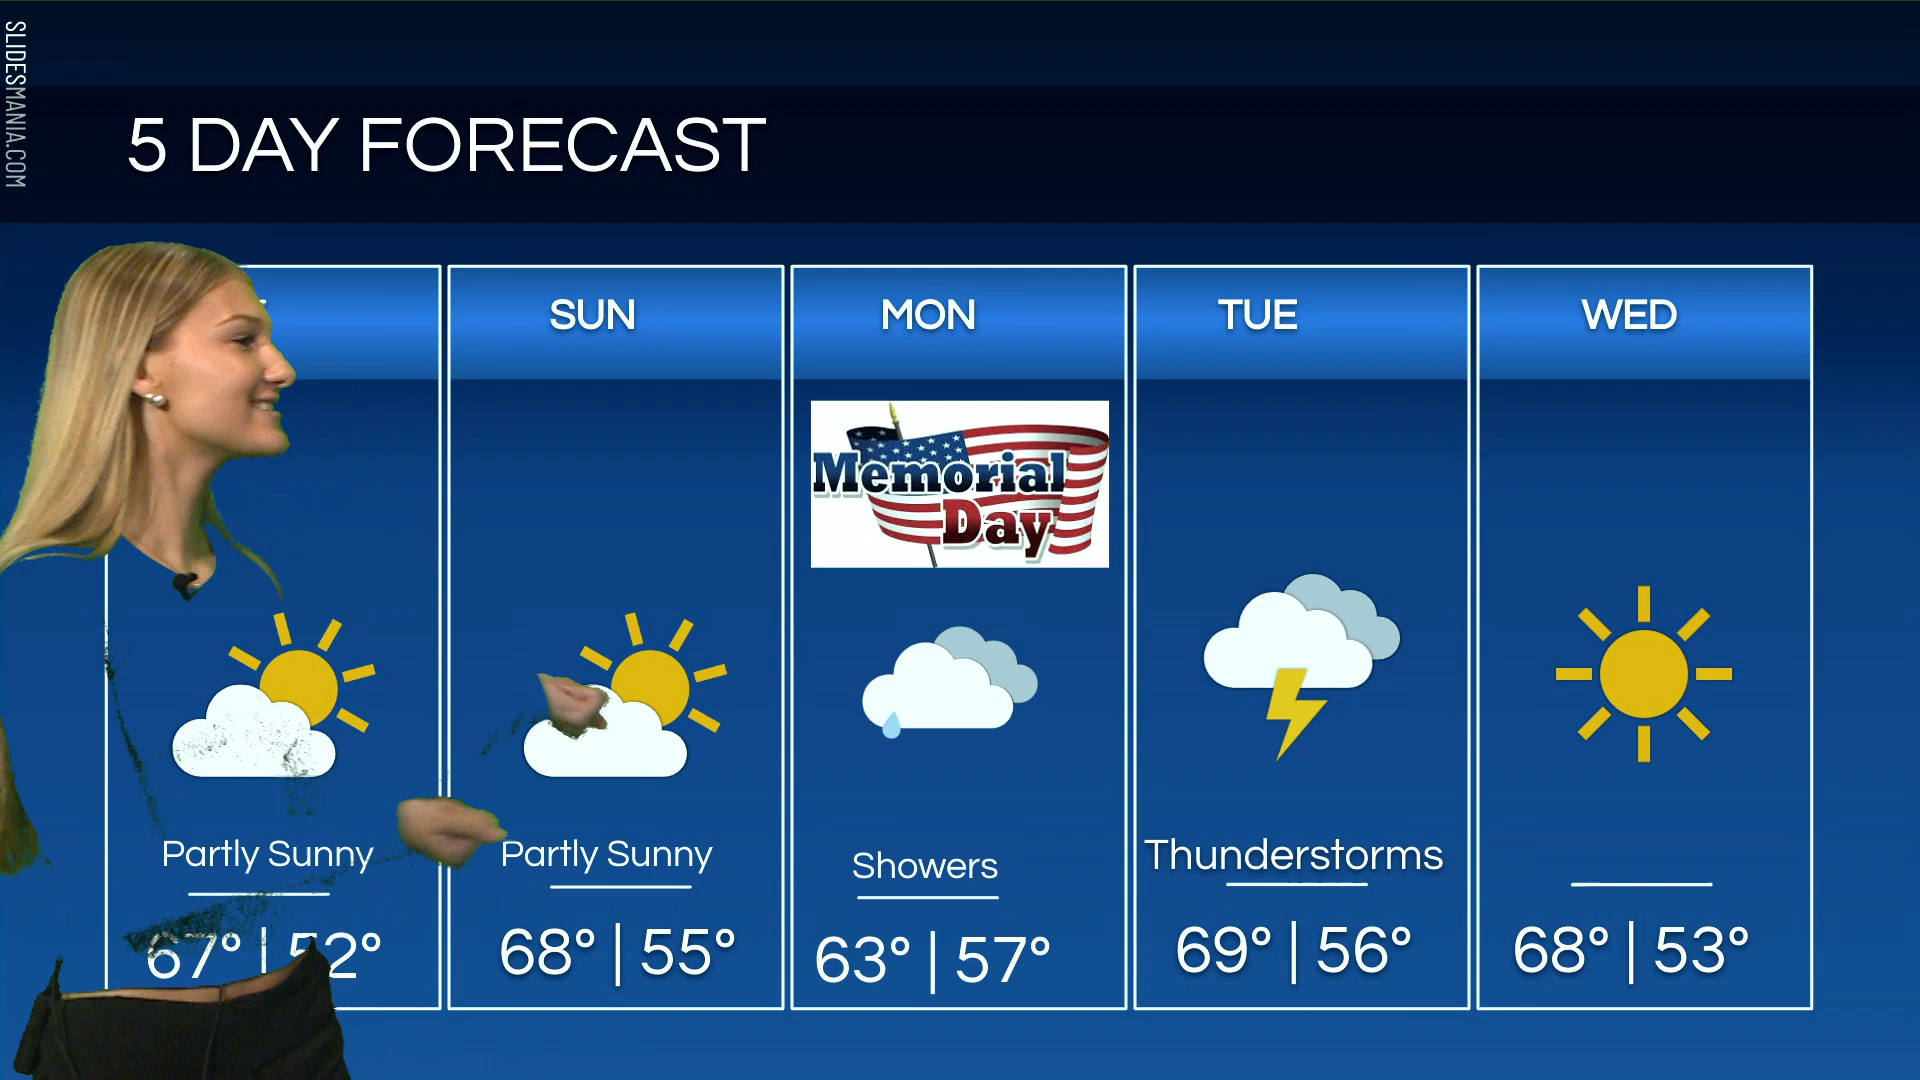 SLIDESMANIA.COM
5 DAY FORECAST
SUN
MON
TUE
WED
Memorial
Day
Partly Sunny
Partly Sunny
Showers
Thunderstorms
67° | 52°
68° | 55°
63° | 57°
69° | 56°
68° | 53°